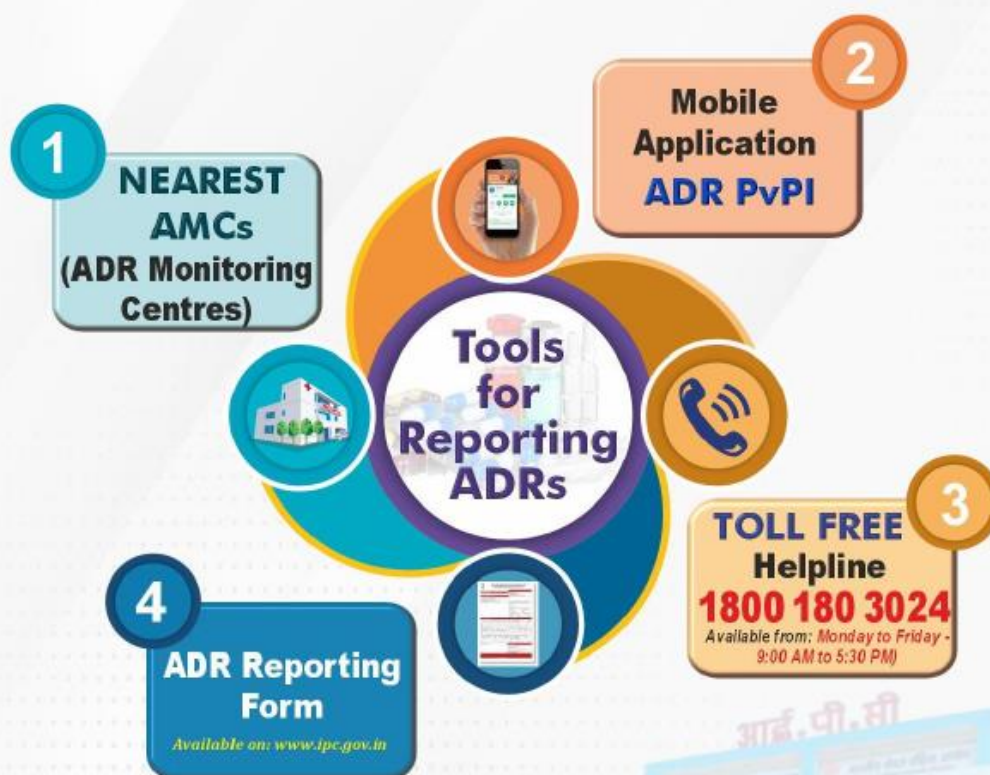 1
NEAREST
AMCs
(ADR Monitoring
Centres)
2
Mobile
Application
ADR PvPI
Tools
for
Reporting
ADRs
3
TOLL FREE
Helpline
1800 180 3024
Available from: Monday to Friday -
9:00 AM to 5:30 PM)
4
ADR Reporting
Form
Available on: www.ipc.gov.in
आई.पी.सी